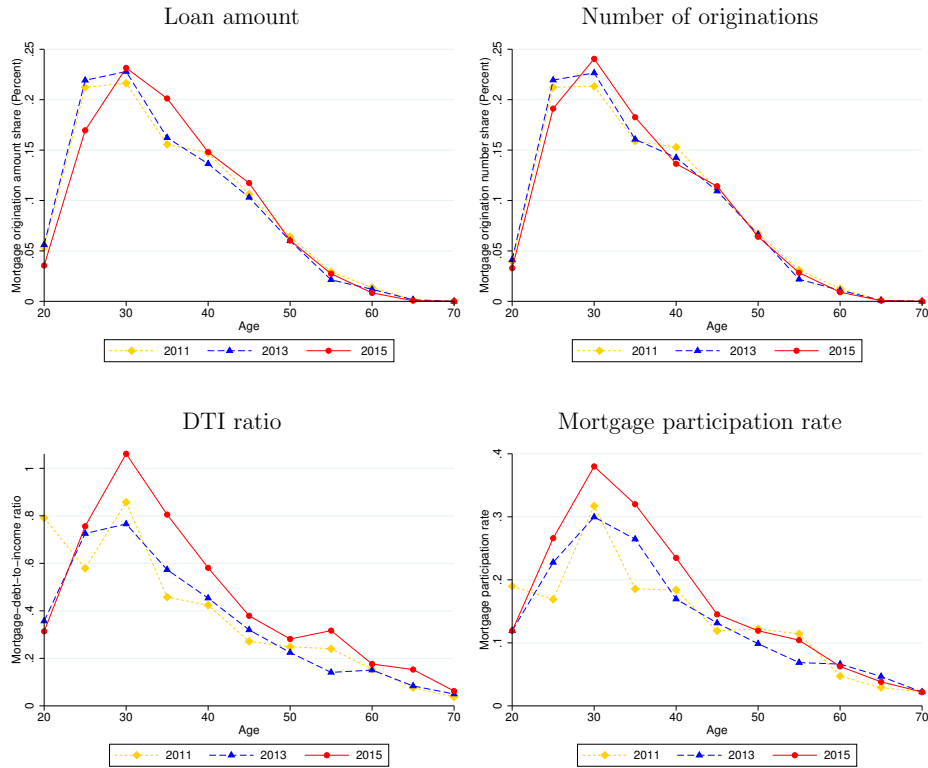 Loan amount
Number of originations
Mortgage origination amount share (Percent)
0 .05 .1 .15 .2 .25
20 30 40 50 60 70
Age
2011 2013 2015
Mortgage origination number share (Percent)
0 .05 .1 .15 .2 .25
20 30 40 50 60 70
Age
2011 2013 2015
DTI ratio
Mortgage participation rate
Mortgage-debt-to-income ratio
0 .2 .4 .6 .8 1
20 30 40 50 60 70
Age
2011 2013 2015
Mortgage participation rate
0 .1 .2 .3 .4
20 30 40 50 60 70
Age
2011 2013 2015